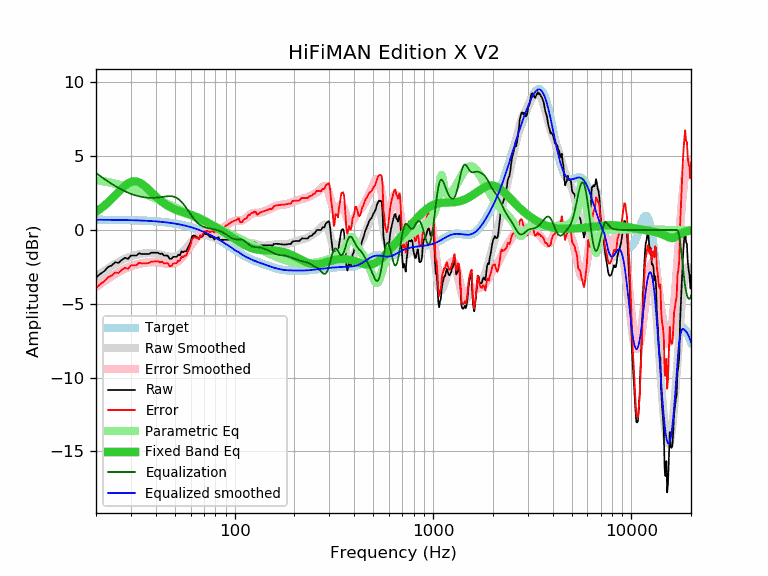 HiFiMAN Edition X V2
10
5
0
−5
−10
−15
Amplitude (dBr)
Target
Raw Smoothed
Error Smoothed
Raw
Error
Parametric Eq
Fixed Band Eq
Equalization
Equalized smoothed
100
1000
10000
Frequency (Hz)